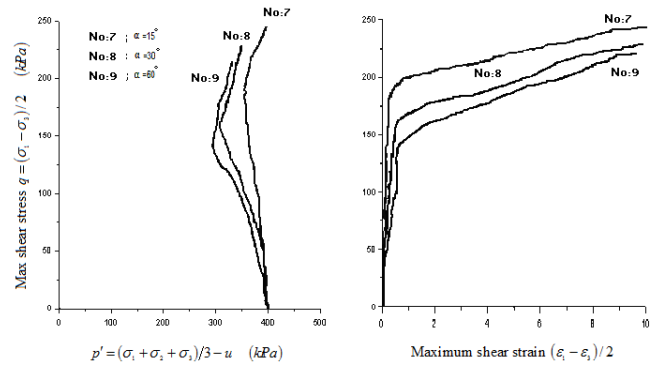 No:7 ; α =15°
No:8 ; α =30°
No:9 ; α =60°
No:7
No:8
No:9
Max shear stress q = (σ₁ − σ₃)/2 (kPa)
250
200
150
100
50
0
0 100 200 300 400 500
p′ = (σ₁ + σ₂ + σ₃)/3 − u (kPa)
No:7
No:8
No:9
250
200
150
100
50
0
0 2 4 6 8 10
Maximum shear strain (ε₁ − ε₃)/2